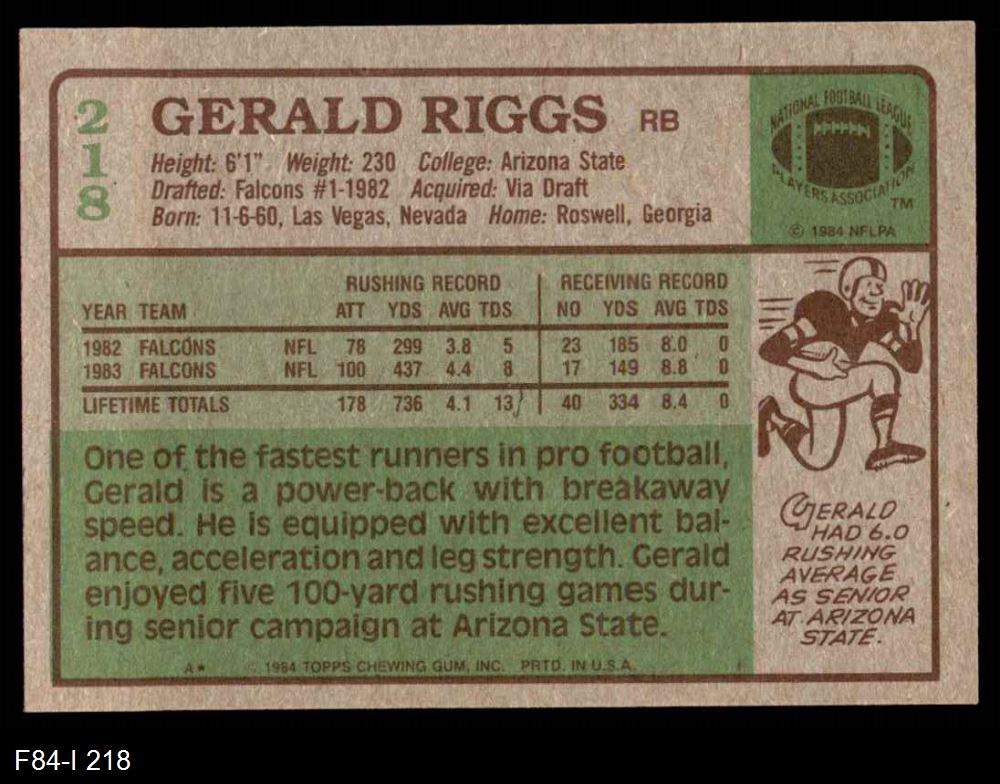 218
GERALD RIGGS RB
Height: 6'1" Weight: 230 College: Arizona State
Drafted: Falcons #1-1982 Acquired: Via Draft
Born: 11-6-60, Las Vegas, Nevada Home: Roswell, Georgia
NATIONAL FOOTBALL LEAGUE
PLAYERS ASSOCIATION
TM
© 1984 NFLPA
RUSHING RECORD RECEIVING RECORD
YEAR TEAM ATT YDS AVG TDS NO YDS AVG TDS
1982 FALCONS NFL 78 299 3.8 5 23 185 8.0 0
1983 FALCONS NFL 100 437 4.4 8 17 149 8.8 0
LIFETIME TOTALS 178 736 4.1 13 40 334 8.4 0
One of the fastest runners in pro football,
Gerald is a power-back with breakaway
speed. He is equipped with excellent bal-
ance, acceleration and leg strength. Gerald
enjoyed five 100-yard rushing games dur-
ing senior campaign at Arizona State.
GERALD
HAD 6.0
RUSHING
AVERAGE
AS SENIOR
AT ARIZONA
STATE.
A* © 1984 TOPPS CHEWING GUM, INC. PRTD. IN U.S.A.
F84-I 218